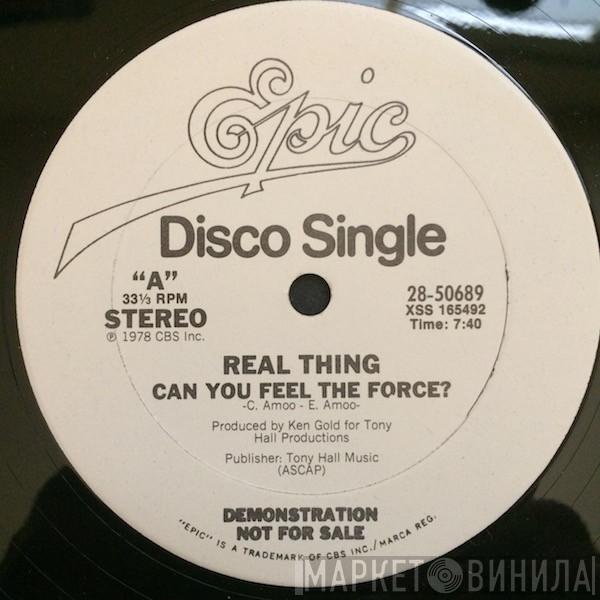 Epic
Disco Single
"A"
33⅓ RPM
STEREO
℗ 1978 CBS Inc.
28-50689
XSS 165492
Time: 7:40
REAL THING
CAN YOU FEEL THE FORCE?
-C. Amoo - E. Amoo-
Produced by Ken Gold for Tony
Hall Productions
Publisher: Tony Hall Music
(ASCAP)
DEMONSTRATION
NOT FOR SALE
"EPIC" IS A TRADEMARK OF CBS INC./MARCA REG.
МАРКЕТ ВИНИЛА